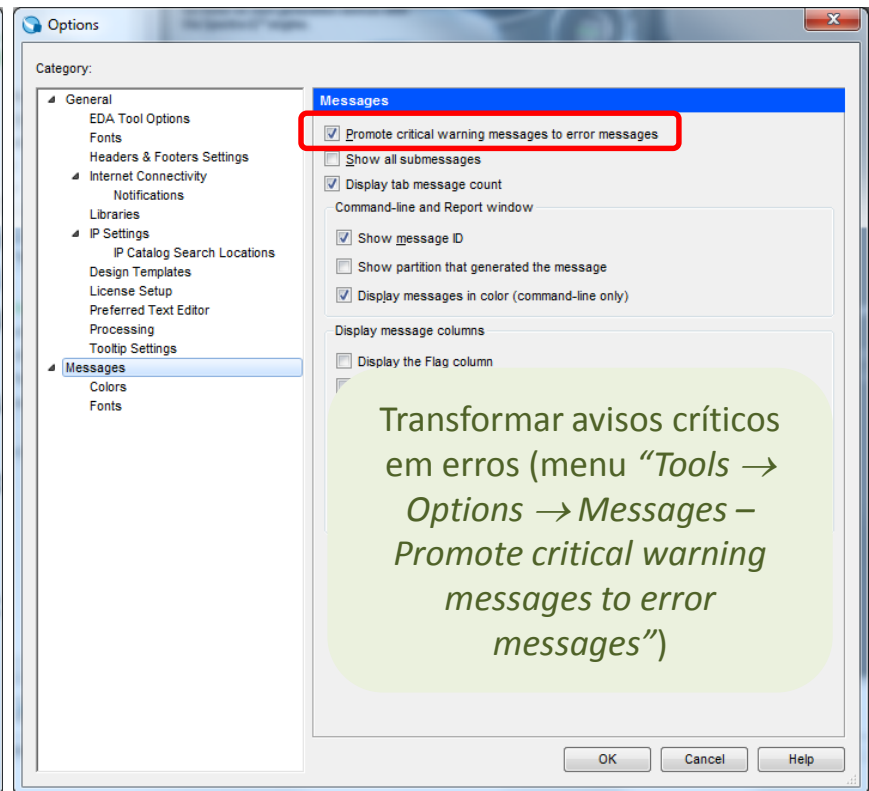 Options
Category:
General
EDA Tool Options
Fonts
Headers & Footers Settings
Internet Connectivity
Notifications
Libraries
IP Settings
IP Catalog Search Locations
Design Templates
License Setup
Preferred Text Editor
Processing
Tooltip Settings
Messages
Colors
Fonts
Messages
Promote critical warning messages to error messages
Show all submessages
Display tab message count
Command-line and Report window
Show message ID
Show partition that generated the message
Display messages in color (command-line only)
Display message columns
Display the Flag column
Transformar avisos críticos
em erros (menu “Tools →
Options → Messages –
Promote critical warning
messages to error
messages”)
OK
Cancel
Help